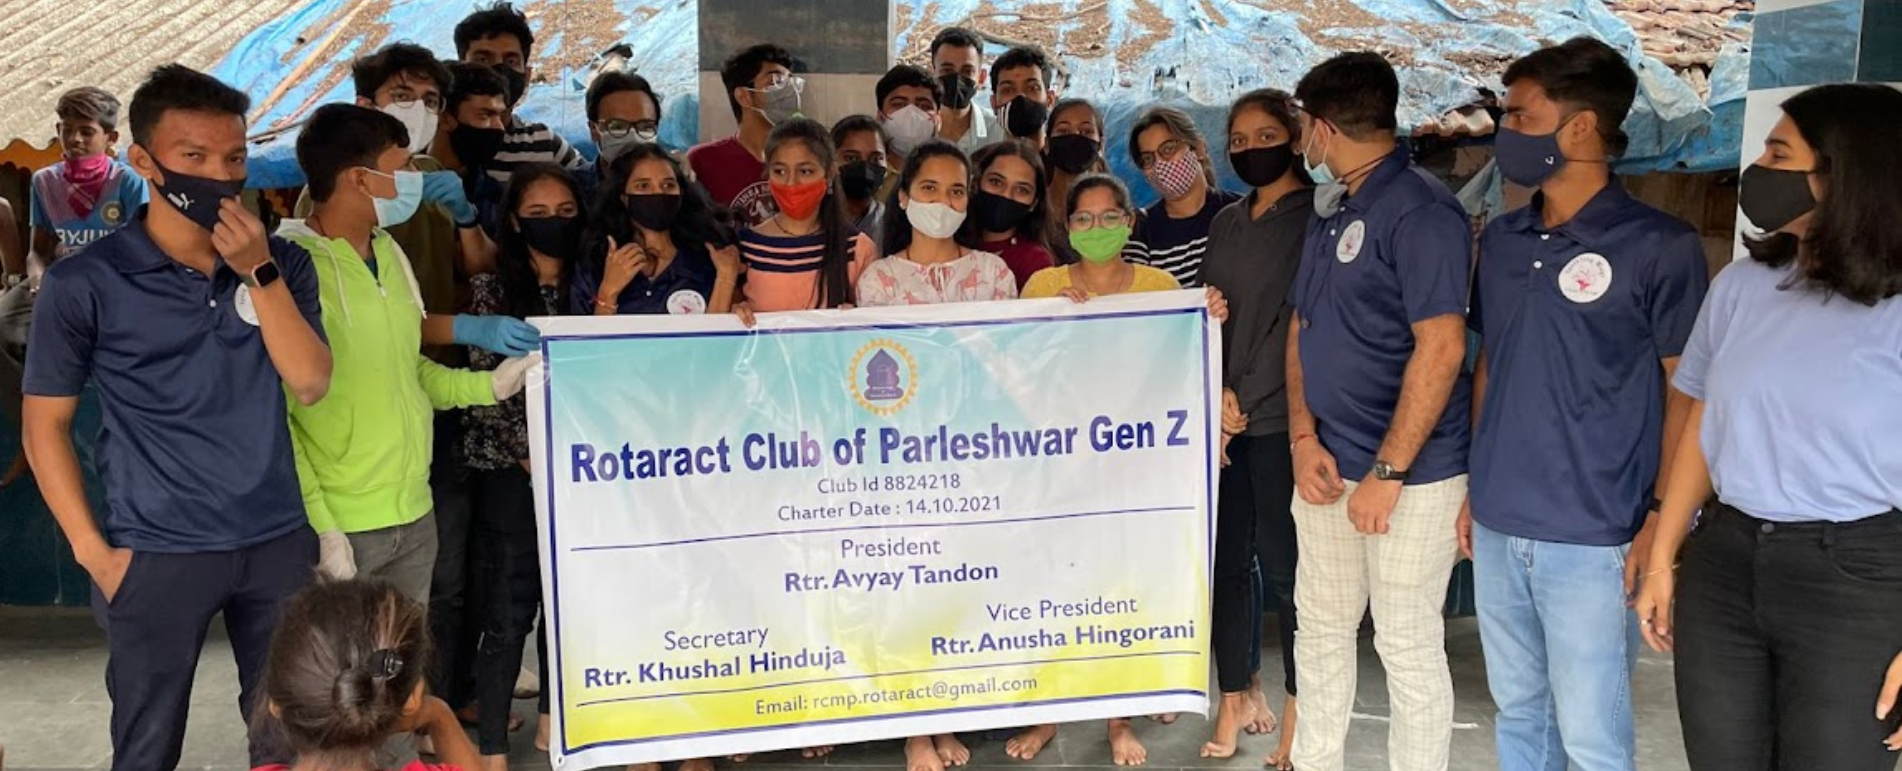 Rotaract Club of Parleshwar Gen Z
Club Id 8824218
Charter Date : 14.10.2021
President
Rtr. Avyay Tandon
Secretary
Rtr. Khushal Hinduja
Vice President
Rtr. Anusha Hingorani
Email: rcmp.rotaract@gmail.com